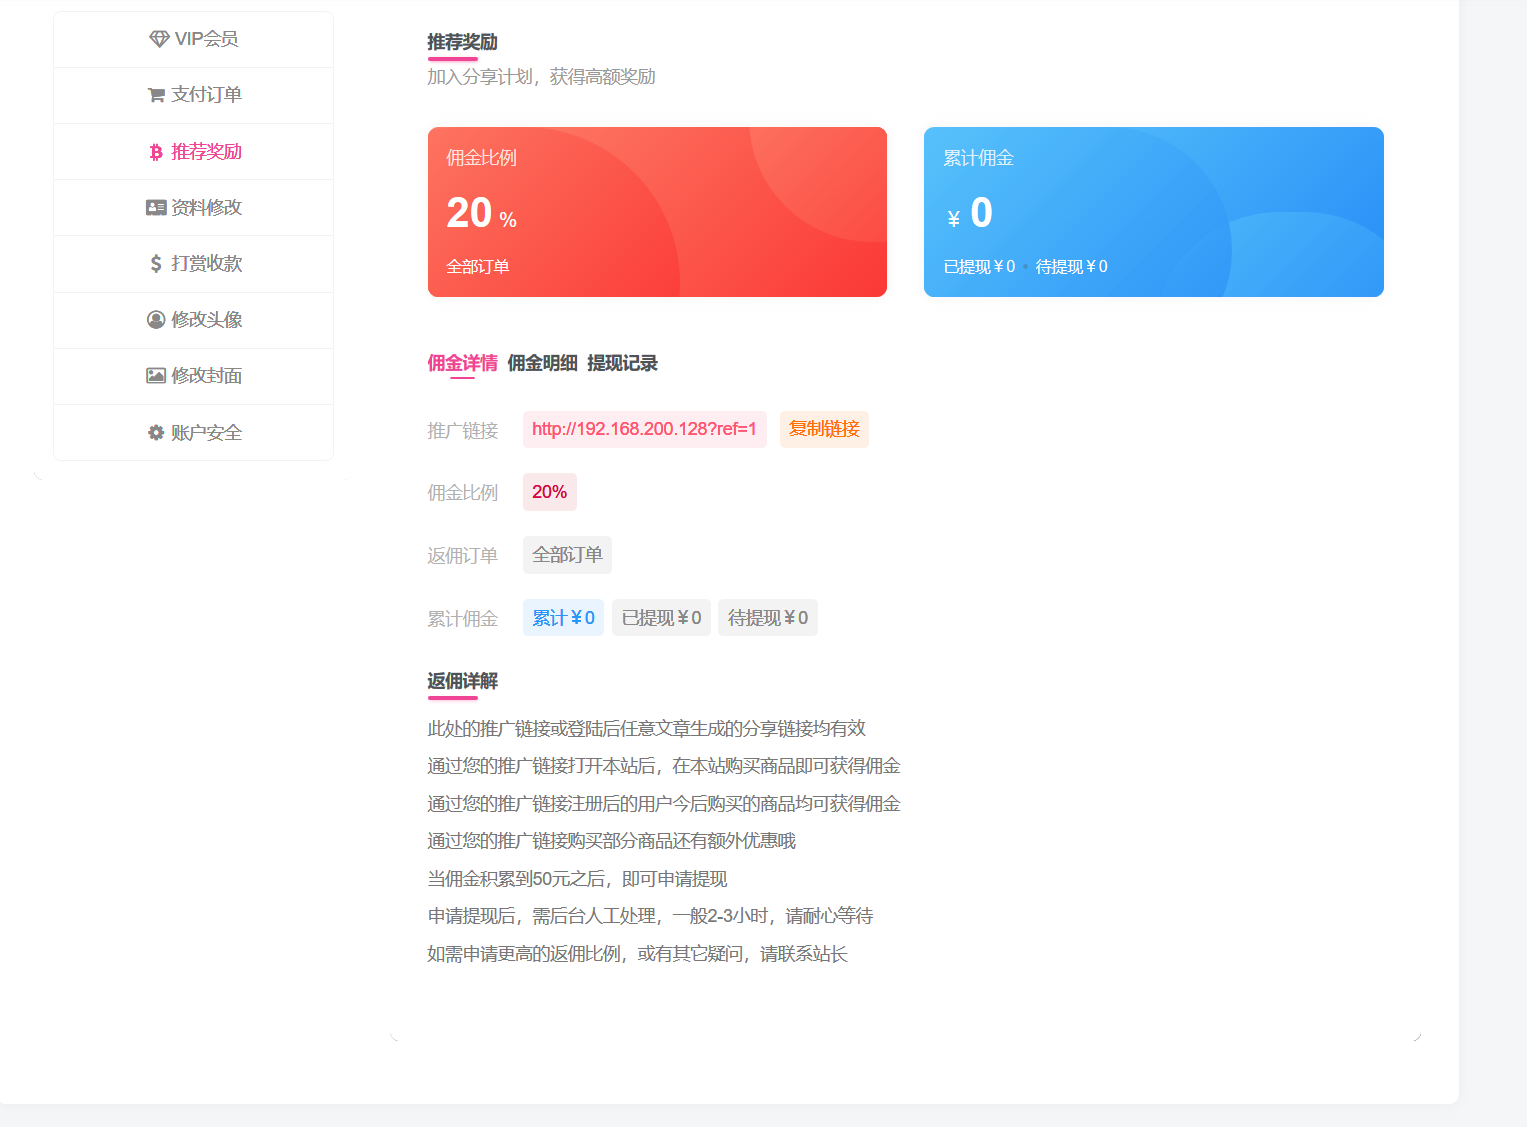 VIP会员
支付订单
推荐奖励
资料修改
打赏收款
修改头像
修改封面
账户安全
推荐奖励
加入分享计划，获得高额奖励
佣金比例
20 %
全部订单
累计佣金
¥ 0
已提现¥0 • 待提现¥0
佣金详情 佣金明细 提现记录
推广链接 http://192.168.200.128?ref=1 复制链接
佣金比例 20%
返佣订单 全部订单
累计佣金 累计¥0 已提现¥0 待提现¥0
返佣详解
此处的推广链接或登陆后任意文章生成的分享链接均有效
通过您的推广链接打开本站后，在本站购买商品即可获得佣金
通过您的推广链接注册后的用户今后购买的商品均可获得佣金
通过您的推广链接购买部分商品还有额外优惠哦
当佣金积累到50元之后，即可申请提现
申请提现后，需后台人工处理，一般2-3小时，请耐心等待
如需申请更高的返佣比例，或有其它疑问，请联系站长